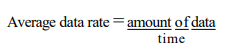 Average data rate = amount of data
time